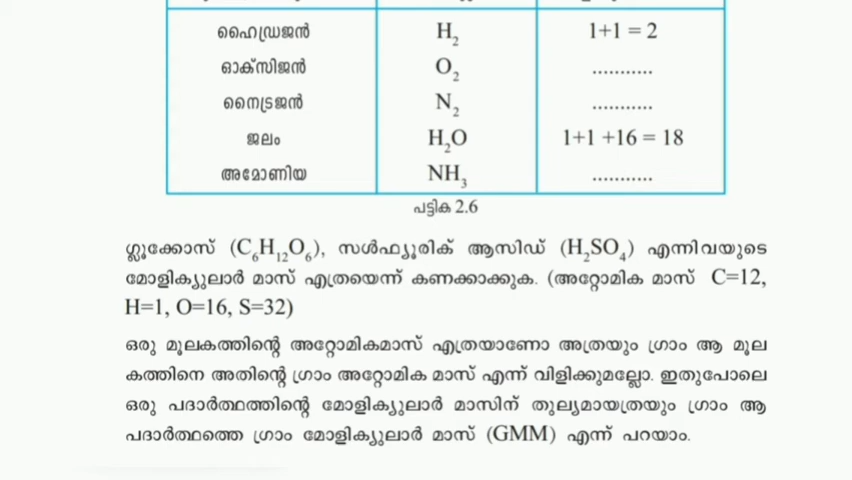 ഹൈഡ്രജൻ H₂ 1+1 = 2
ഓക്സിജൻ O₂ ...........
നൈട്രജൻ N₂ ...........
ജലം H₂O 1+1 +16 = 18
അമോണിയ NH₃ ...........
പട്ടിക 2.6
ഗ്ലൂക്കോസ് (C₆H₁₂O₆), സൾഫ്യൂരിക് ആസിഡ് (H₂SO₄) എന്നിവയുടെ
മോളിക്യുലാർ മാസ് എത്രയെന്ന് കണക്കാക്കുക. (അറ്റോമിക മാസ് C=12,
H=1, O=16, S=32)
ഒരു മൂലകത്തിന്റെ അറ്റോമികമാസ് എത്രയാണോ അത്രയും ഗ്രാം ആ മൂല
കത്തിനെ അതിന്റെ ഗ്രാം അറ്റോമിക മാസ് എന്ന് വിളിക്കുമല്ലോ. ഇതുപോലെ
ഒരു പദാർത്ഥത്തിന്റെ മോളിക്യുലാർ മാസിന് തുല്യമായത്രയും ഗ്രാം ആ
പദാർത്ഥത്തെ ഗ്രാം മോളിക്യുലാർ മാസ് (GMM) എന്ന് പറയാം.